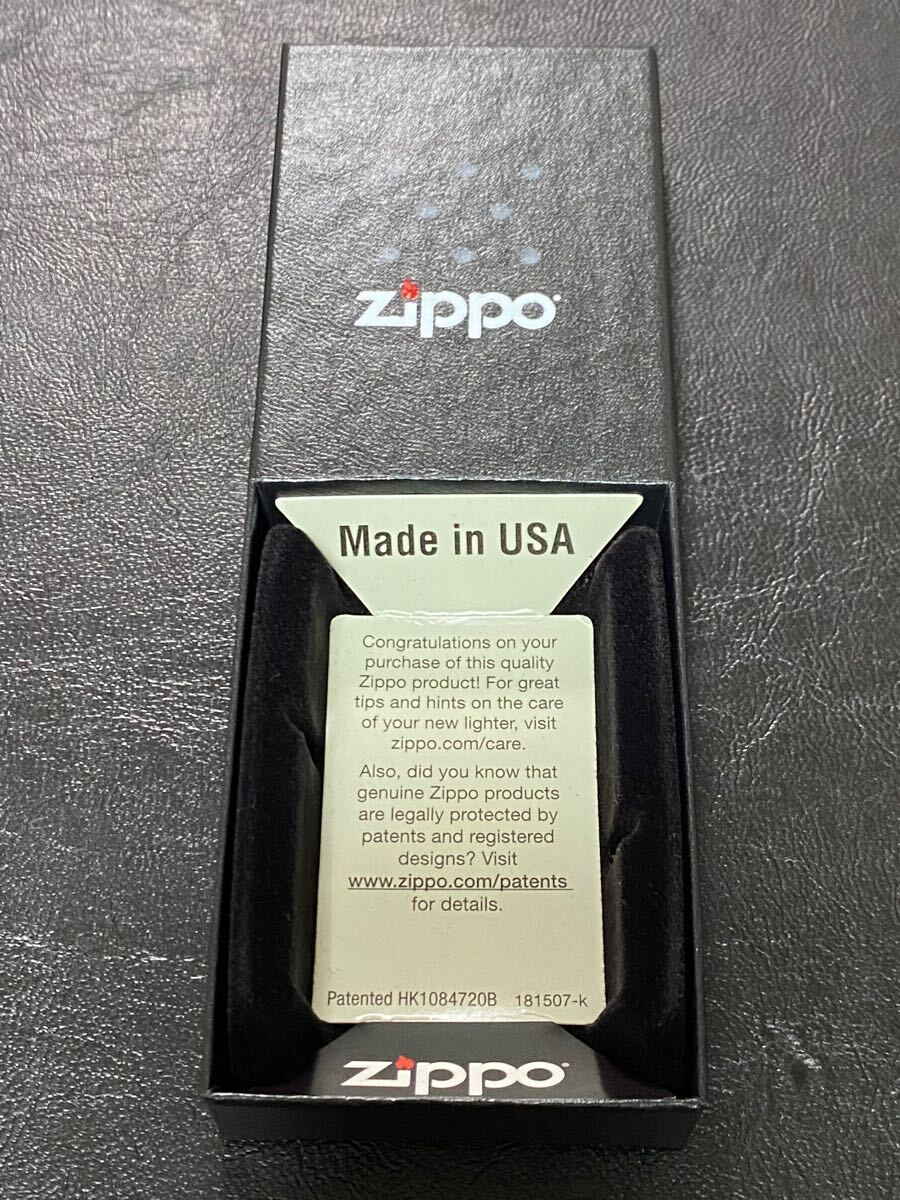 Zippo
Made in USA
Congratulations on your
purchase of this quality
Zippo product! For great
tips and hints on the care
of your new lighter, visit
zippo.com/care.
Also, did you know that
genuine Zippo products
are legally protected by
patents and registered
designs? Visit
www.zippo.com/patents
for details.
Patented HK1084720B 181507-k
Zippo